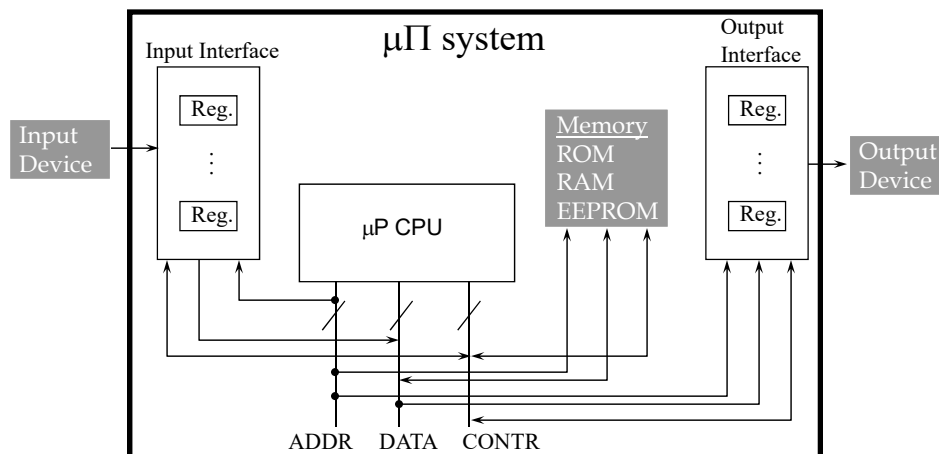 μΠ system
Input Interface
Output
Interface
Reg.
⋮
Reg.
Input
Device
μP CPU
Memory
ROM
RAM
EEPROM
Reg.
⋮
Reg.
Output
Device
ADDR DATA CONTR